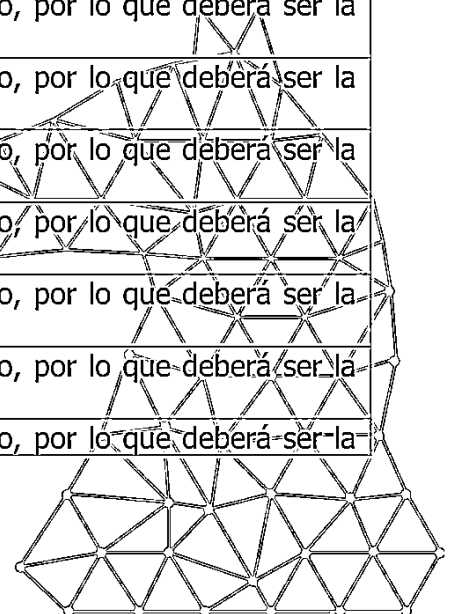 o, por lo que deberá ser la
o, por lo que deberá ser la
o, por lo que deberá ser la
o, por lo que deberá ser la
o, por lo que deberá ser la
o, por lo que deberá ser la
o, por lo que deberá ser la